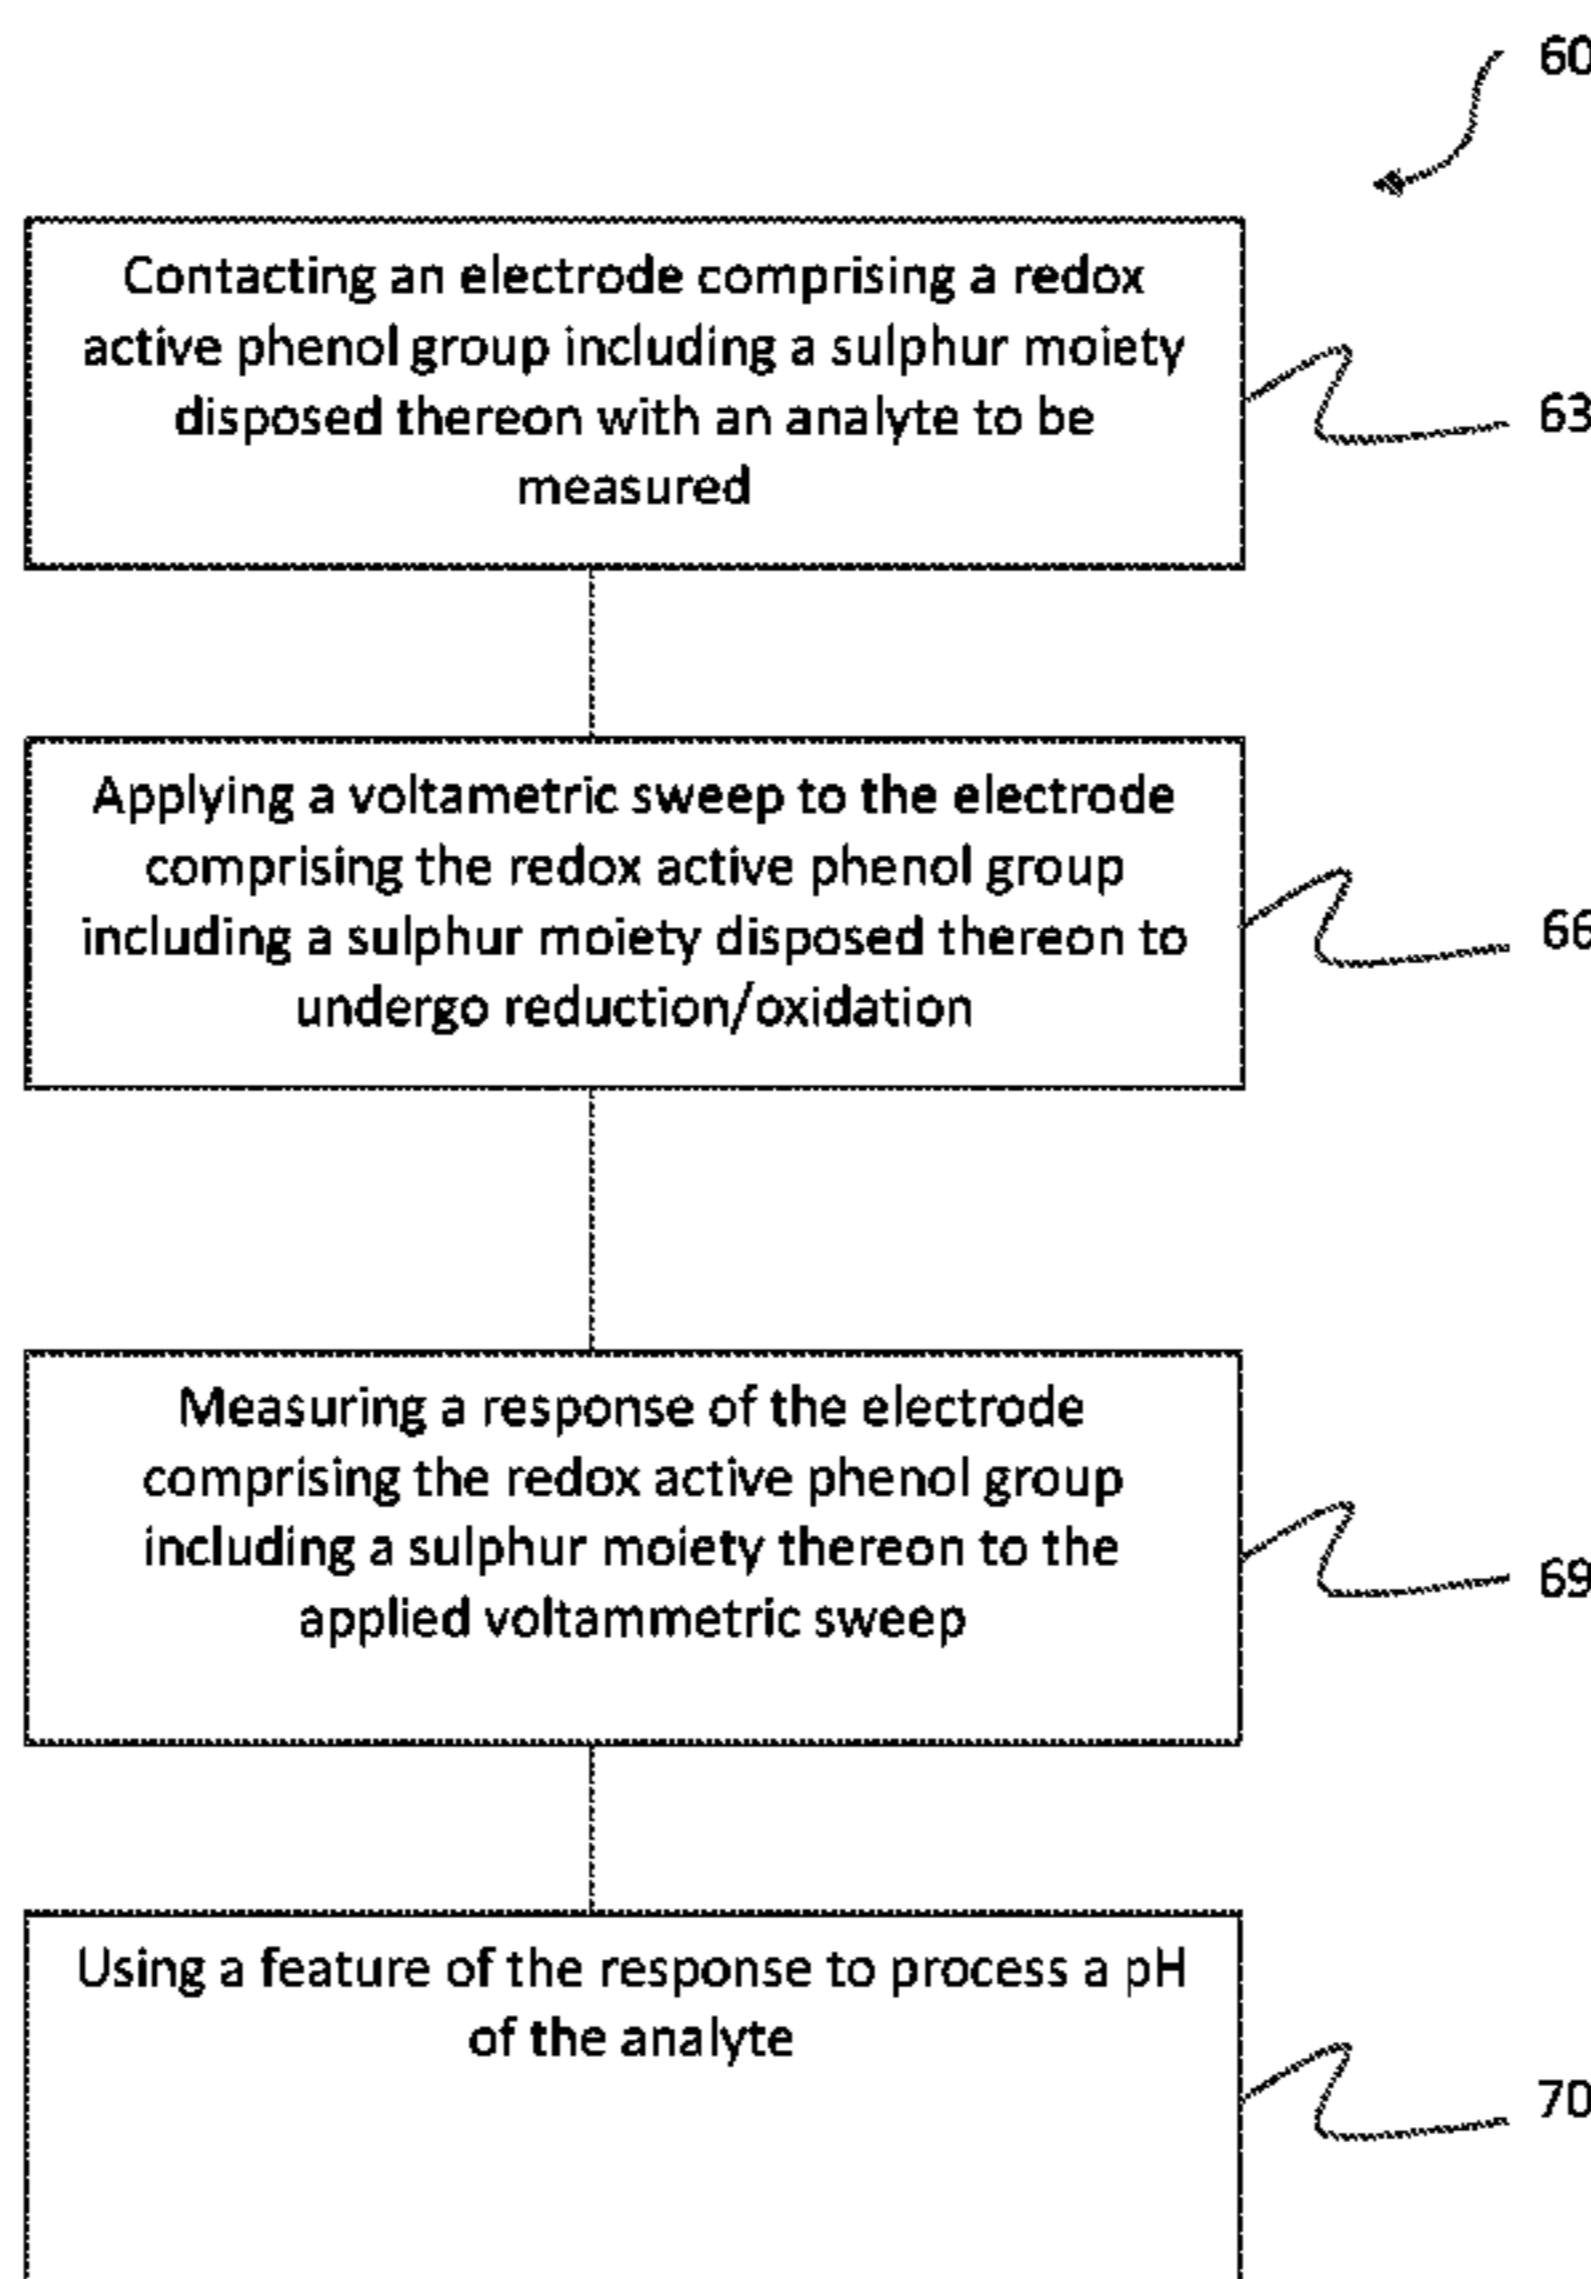 60
Contacting an electrode comprising a redox
active phenol group including a sulphur moiety
disposed thereon with an analyte to be
measured
63
Applying a voltametric sweep to the electrode
comprising the redox active phenol group
including a sulphur moiety disposed thereon to
undergo reduction/oxidation
66
Measuring a response of the electrode
comprising the redox active phenol group
including a sulphur moiety thereon to the
applied voltammetric sweep
69
Using a feature of the response to process a pH
of the analyte
70